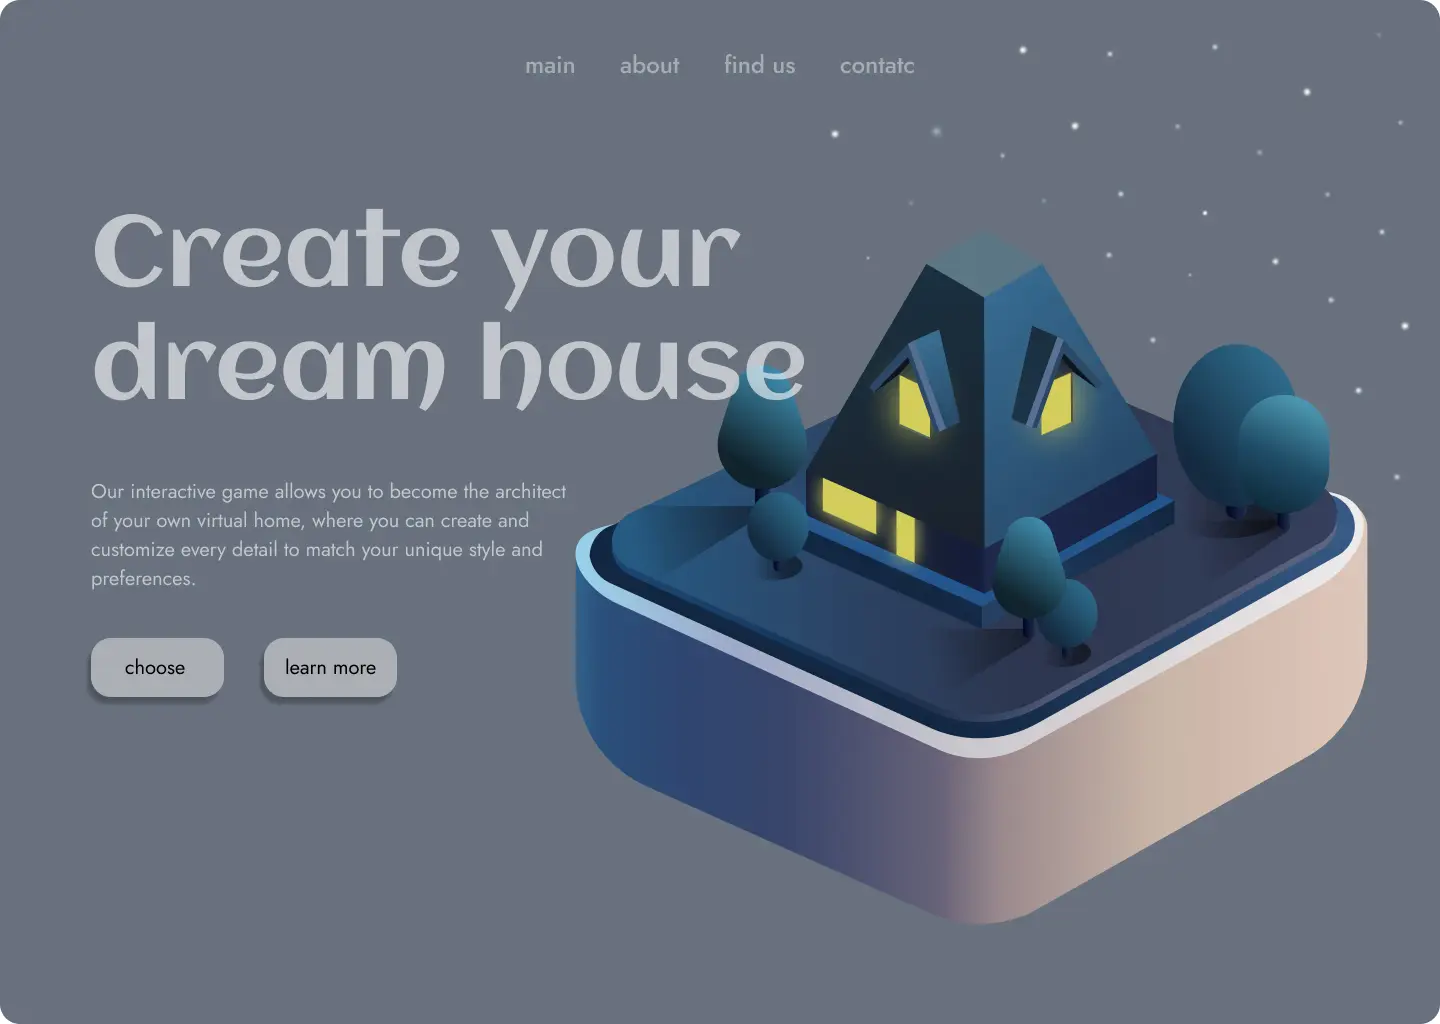 main about find us contatc
Create your
dream house
Our interactive game allows you to become the architect
of your own virtual home, where you can create and
customize every detail to match your unique style and
preferences.
choose learn more